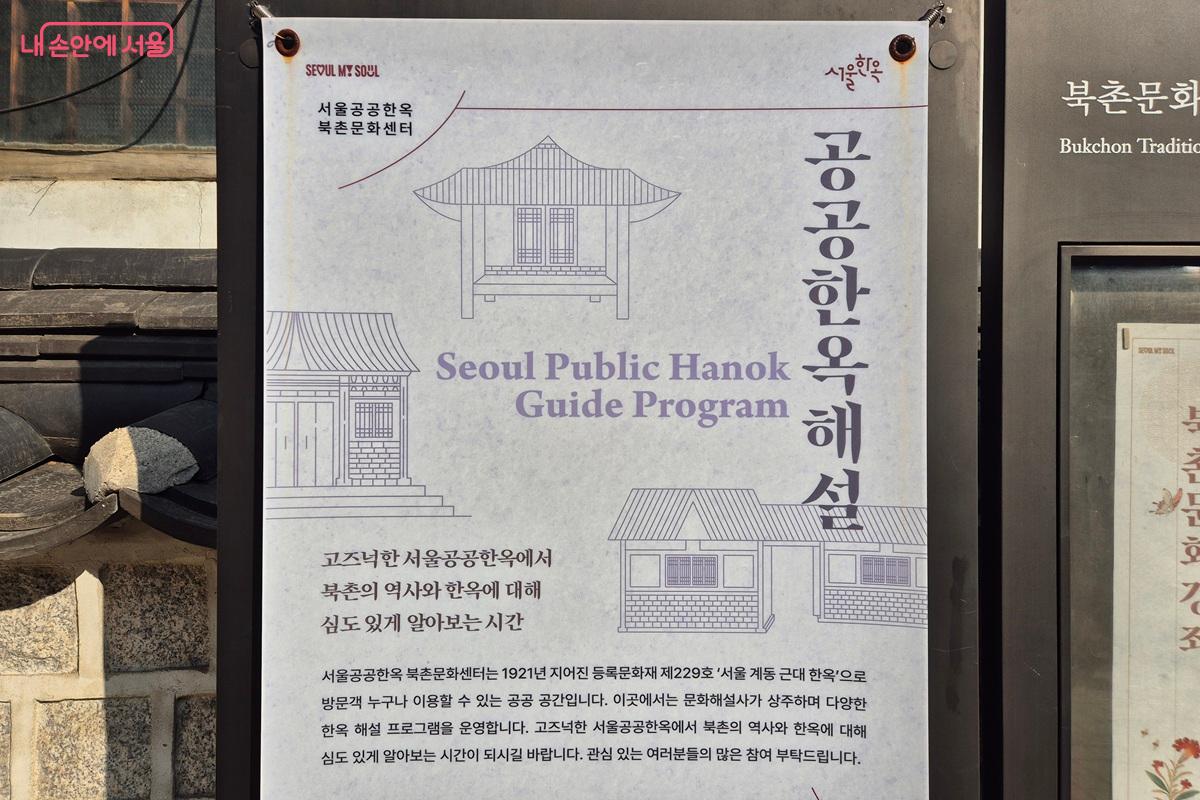 내 손안에 서울
SEOUL MY SOUL
서울한옥
서울공공한옥
북촌문화센터
공공한옥해설
Seoul Public Hanok
Guide Program
고즈넉한 서울공공한옥에서
북촌의 역사와 한옥에 대해
심도 있게 알아보는 시간
서울공공한옥 북촌문화센터는 1921년 지어진 등록문화재 제229호 ‘서울 계동 근대 한옥’으로
방문객 누구나 이용할 수 있는 공공 공간입니다. 이곳에서는 문화해설사가 상주하며 다양한
한옥 해설 프로그램을 운영합니다. 고즈넉한 서울공공한옥에서 북촌의 역사와 한옥에 대해
심도 있게 알아보는 시간이 되시길 바랍니다. 관심 있는 여러분들의 많은 참여 부탁드립니다.
북촌문화
Bukchon
SEOUL MY SOUL
북촌문화강좌